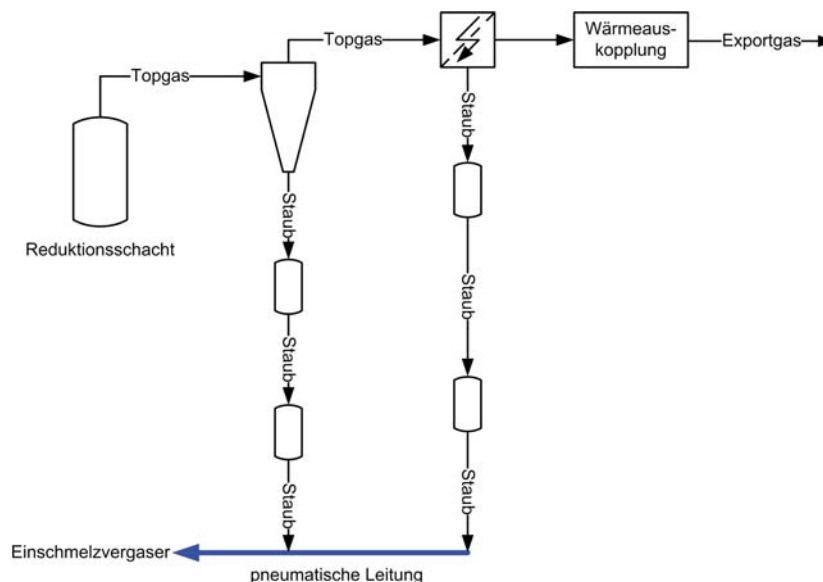 Topgas
Topgas
Wärmeaus-
kopplung
Exportgas
Reduktionsschacht
Staub
Staub
Staub
Staub
Staub
Staub
Einschmelzvergaser
pneumatische Leitung